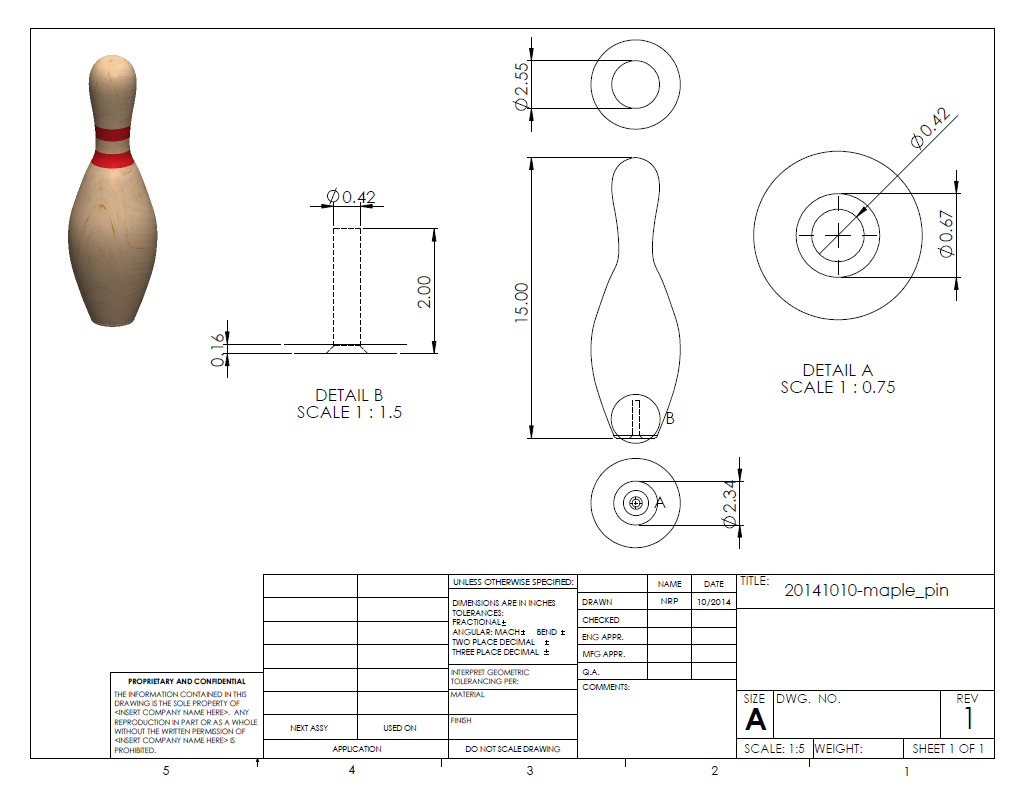 ∅2.55
∅0.42
∅0.42
∅0.67
2.00
15.00
0.16
DETAIL B
SCALE 1 : 1.5
DETAIL A
SCALE 1 : 0.75
B
A
∅2.34
UNLESS OTHERWISE SPECIFIED:
DIMENSIONS ARE IN INCHES
TOLERANCES:
FRACTIONAL±
ANGULAR: MACH± BEND ±
TWO PLACE DECIMAL ±
THREE PLACE DECIMAL ±
INTERPRET GEOMETRIC
TOLERANCING PER:
MATERIAL
FINISH
DO NOT SCALE DRAWING
NAME DATE
DRAWN NRP 10/2014
CHECKED
ENG APPR.
MFG APPR.
Q.A.
COMMENTS:
TITLE:
20141010-maple_pin
SIZE DWG. NO. REV
A 1
SCALE: 1:5 WEIGHT: SHEET 1 OF 1
PROPRIETARY AND CONFIDENTIAL
THE INFORMATION CONTAINED IN THIS
DRAWING IS THE SOLE PROPERTY OF
<INSERT COMPANY NAME HERE>. ANY
REPRODUCTION IN PART OR AS A WHOLE
WITHOUT THE WRITTEN PERMISSION OF
<INSERT COMPANY NAME HERE> IS
PROHIBITED.
NEXT ASSY USED ON
APPLICATION
5 4 3 2 1